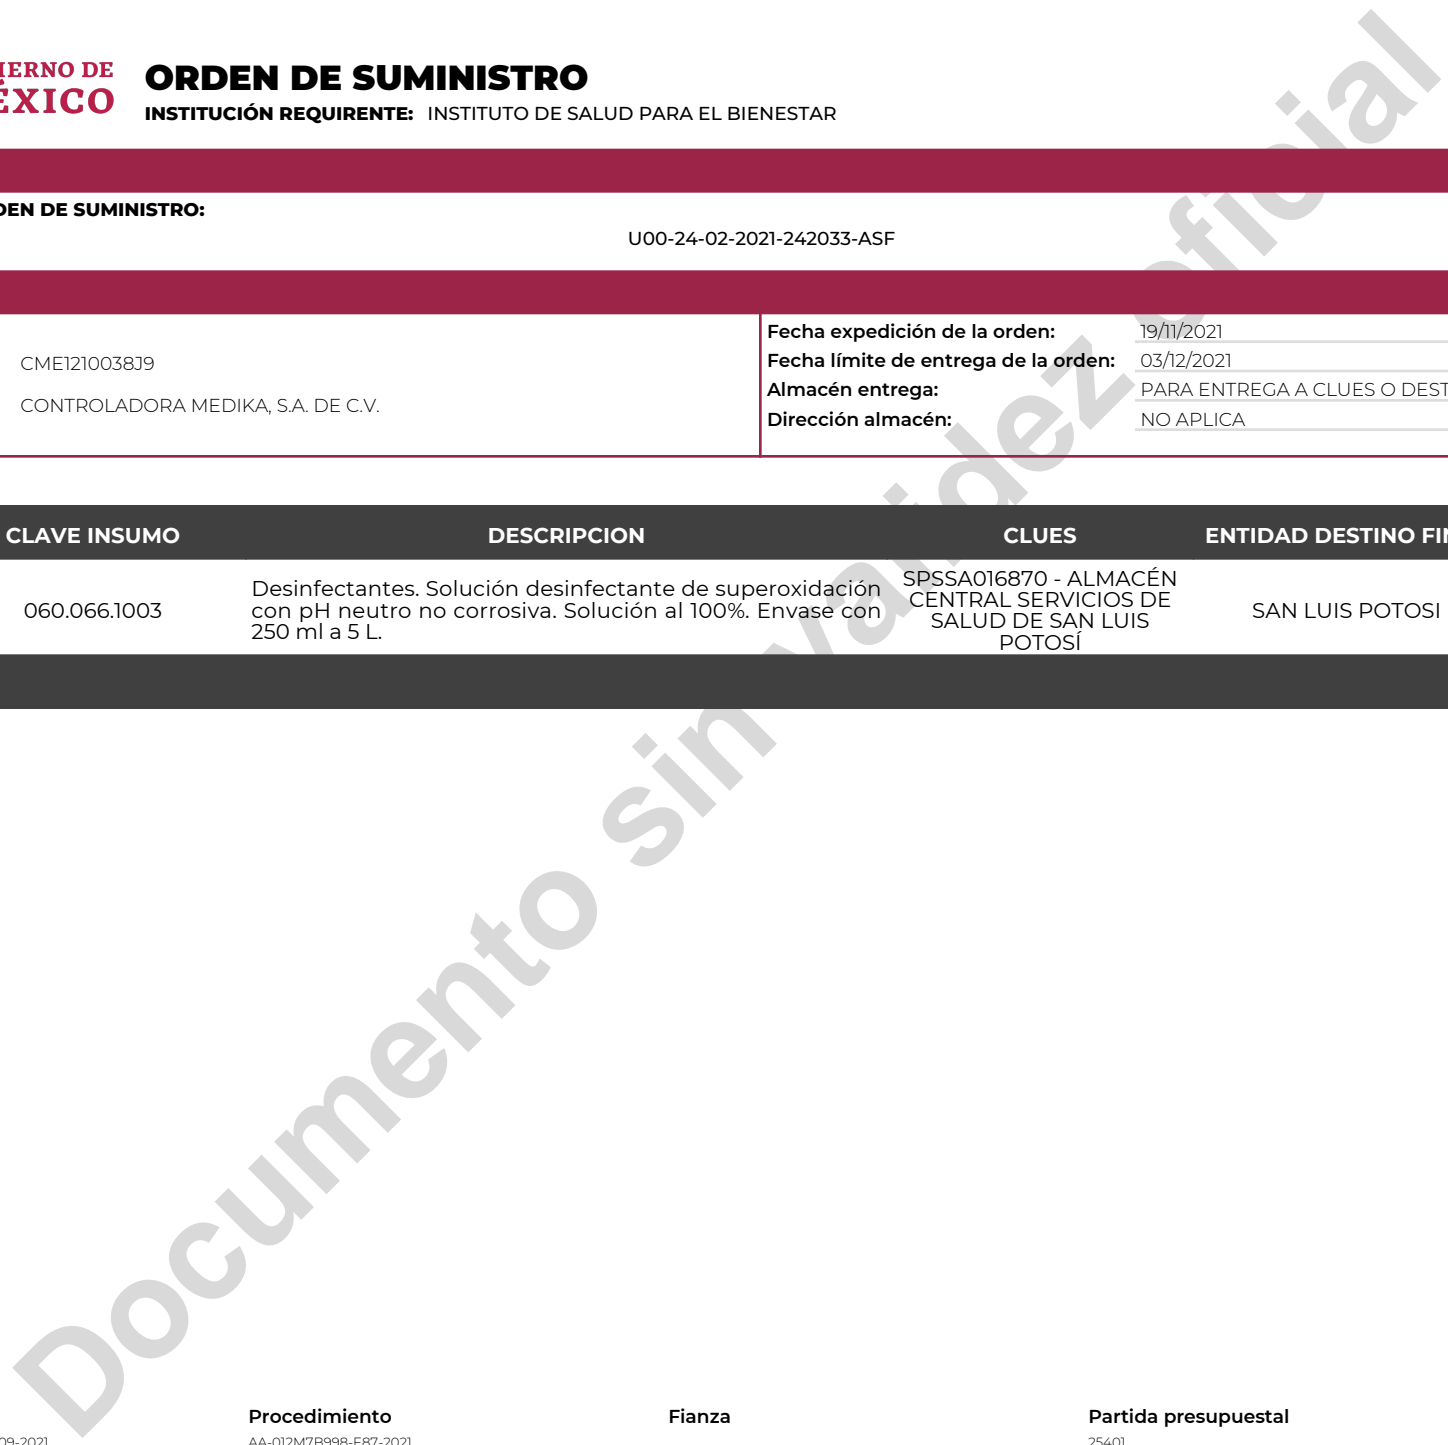 IERNO DE
ÉXICO
ORDEN DE SUMINISTRO
INSTITUCIÓN REQUIRENTE: INSTITUTO DE SALUD PARA EL BIENESTAR
DEN DE SUMINISTRO:
U00-24-02-2021-242033-ASF
CME1210038J9
CONTROLADORA MEDIKA, S.A. DE C.V.
Fecha expedición de la orden: 19/11/2021
Fecha límite de entrega de la orden: 03/12/2021
Almacén entrega: PARA ENTREGA A CLUES O DEST
Dirección almacén: NO APLICA
CLAVE INSUMO DESCRIPCION CLUES ENTIDAD DESTINO FIN
060.066.1003
Desinfectantes. Solución desinfectante de superoxidación
con pH neutro no corrosiva. Solución al 100%. Envase con
250 ml a 5 L.
SPSSA016870 - ALMACÉN
CENTRAL SERVICIOS DE
SALUD DE SAN LUIS
POTOSÍ
SAN LUIS POTOSI
Documento sin validez oficial
Procedimiento Fianza Partida presupuestal
09-2021 AA-012M7B998-E87-2021 25401